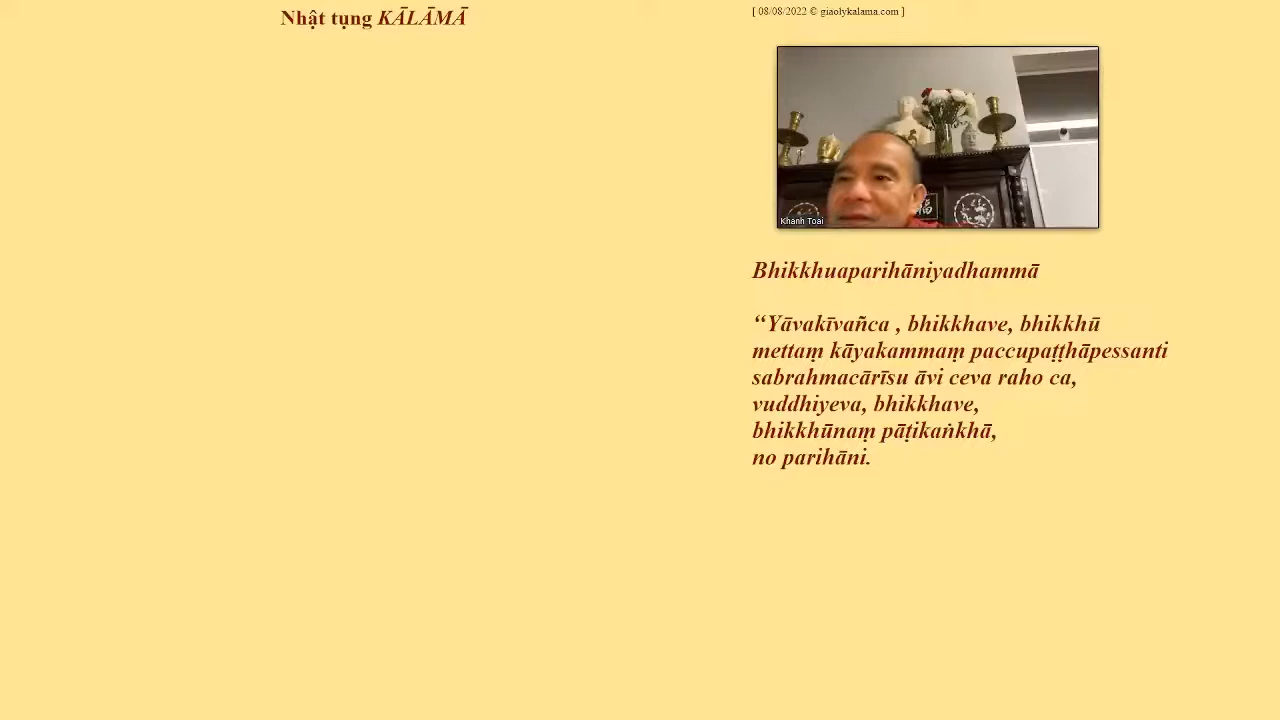 Nhật tụng KĀLĀMĀ
[ 08/08/2022 © giaolykalama.com ]
福
Khanh Toai
Bhikkhuaparihāniyadhammā
“Yāvakīvañca , bhikkhave, bhikkhū
mettaṃ kāyakammaṃ paccupaṭṭhāpessanti
sabrahmacārīsu āvi ceva raho ca,
vuddhiyeva, bhikkhave,
bhikkhūnaṃ pāṭikaṅkhā,
no parihāni.